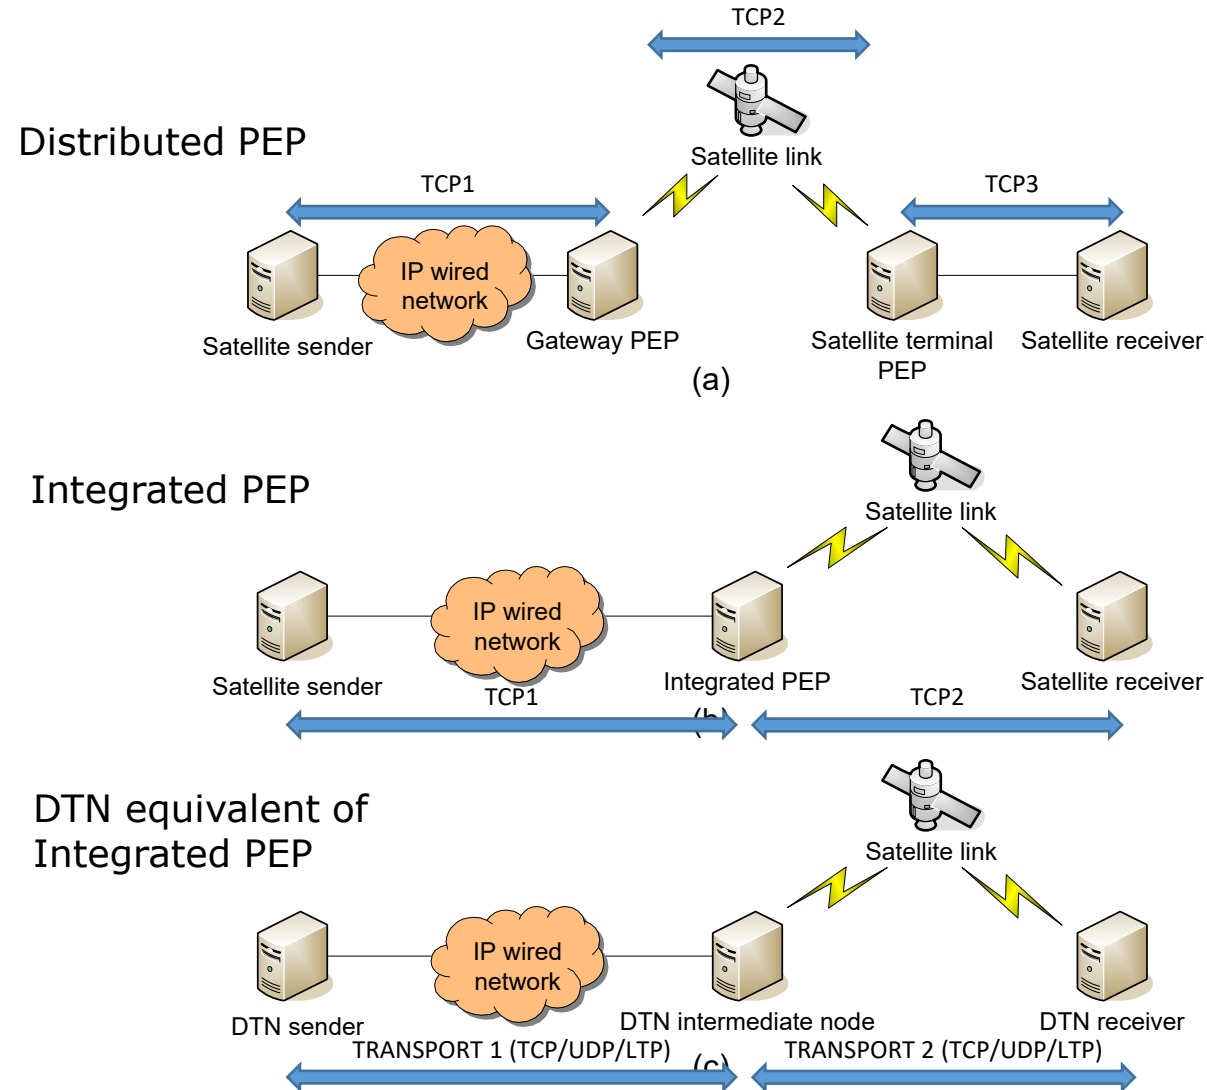 TCP2
Distributed PEP
Satellite link
TCP1
TCP3
IP wired
network
Satellite sender
Gateway PEP
Satellite terminal
PEP
Satellite receiver
(a)
Integrated PEP
Satellite link
IP wired
network
Satellite sender
Integrated PEP
Satellite receiver
TCP1
TCP2
(b)
DTN equivalent of
Integrated PEP
Satellite link
IP wired
network
DTN sender
DTN intermediate node
DTN receiver
TRANSPORT 1 (TCP/UDP/LTP)
TRANSPORT 2 (TCP/UDP/LTP)
(c)